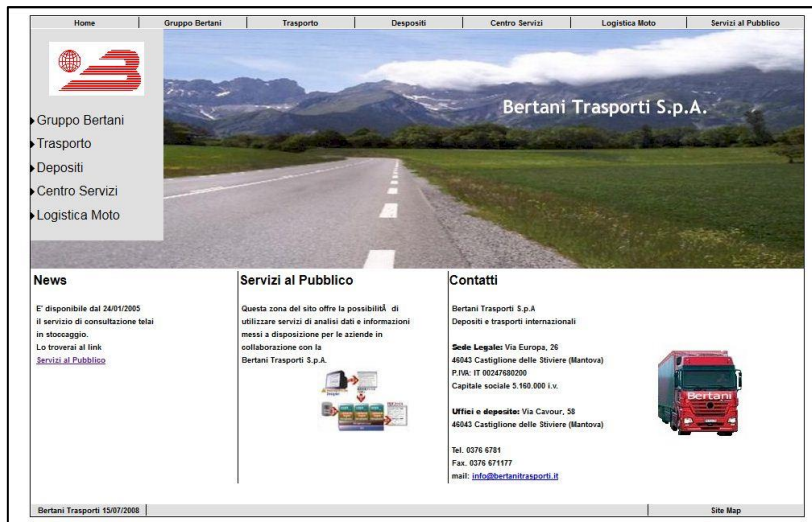 Home Gruppo Bertani Trasporto Despositi Centro Servizi Logistica Moto Servizi al Pubblico
Bertani Trasporti S.p.A.
Gruppo Bertani
Trasporto
Depositi
Centro Servizi
Logistica Moto
News
E' disponibile dal 24/01/2005
il servizio di consultazione telai
in stoccaggio.
Lo troverai al link
Servizi al Pubblico
Servizi al Pubblico
Questa zona del sito offre la possibilitÃ di
utilizzare servizi di analisi dati e informazioni
messi a disposizione per le aziende in
collaborazione con la
Bertani Trasporti S.p.A.
Contatti
Bertani Trasporti S.p.A
Depositi e trasporti internazionali
Sede Legale: Via Europa, 26
46043 Castiglione delle Stiviere (Mantova)
P.IVA: IT 00247680200
Capitale sociale 5.160.000 i.v.
Uffici e deposito: Via Cavour, 58
46043 Castiglione delle Stiviere (Mantova)
Tel. 0376 6781
Fax. 0376 671177
mail: info@bertanitrasporti.it
Bertani
Bertani Trasporti 15/07/2008 Site Map